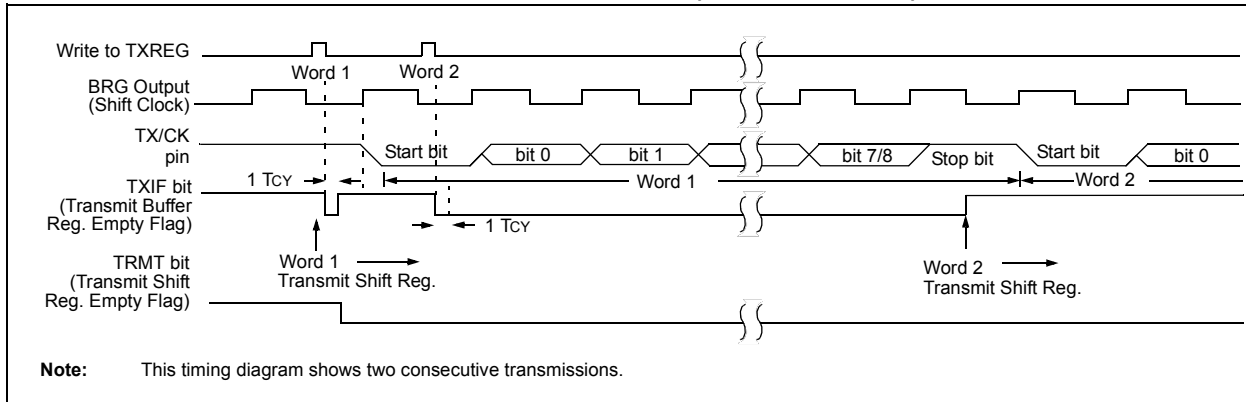 Write to TXREG
Word 1
Word 2
BRG Output
(Shift Clock)
TX/CK
pin
Start bit
bit 0
bit 1
bit 7/8
Stop bit
Start bit
bit 0
1 TCY
Word 1
Word 2
TXIF bit
(Transmit Buffer
Reg. Empty Flag)
1 TCY
Word 1
Transmit Shift Reg.
Word 2
Transmit Shift Reg.
TRMT bit
(Transmit Shift
Reg. Empty Flag)
Note: This timing diagram shows two consecutive transmissions.